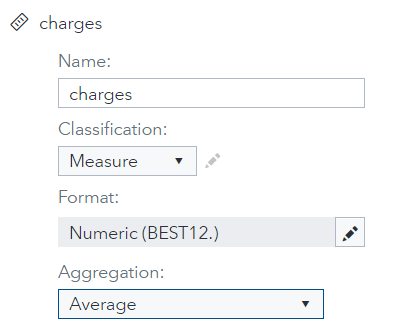 charges
Name:
charges
Classification:
Measure
Format:
Numeric (BEST12.)
Aggregation:
Average